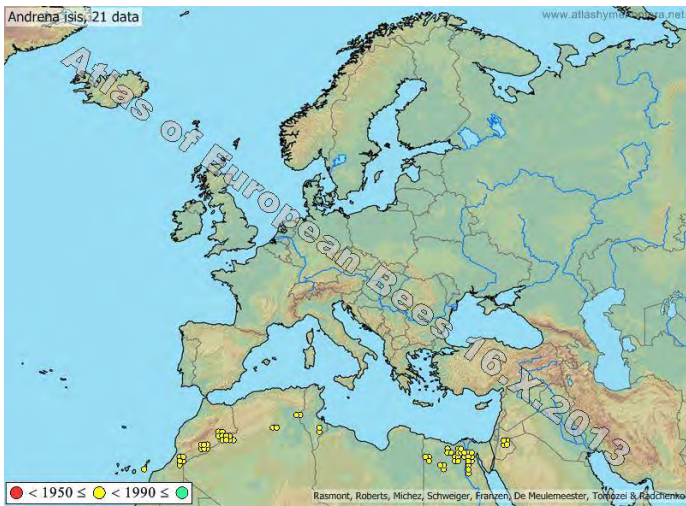 Andrena isis, 21 data
www.atlashymenoptera.net
Atlas of European Bees 16.X.2013
< 1950 ≤ < 1990 ≤
Rasmont, Roberts, Michez, Schweiger, Franzen, De Meulemeester, Tomozei & Radchenko